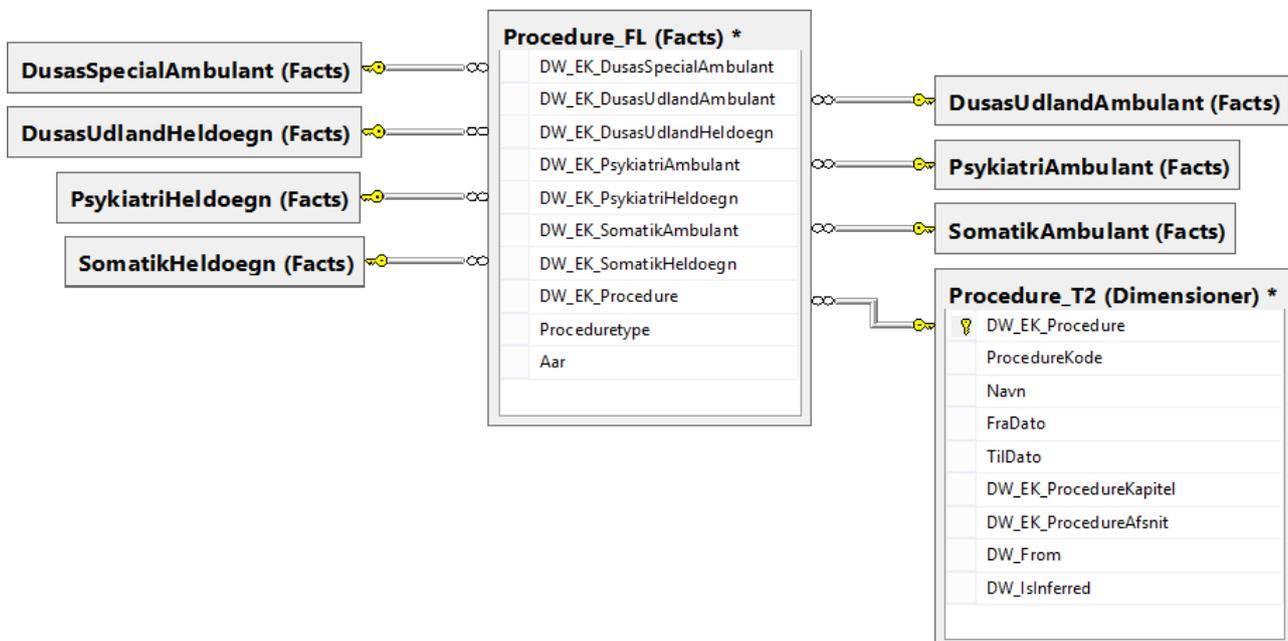 DusasSpecialAmbulant (Facts)
DusasUdlandHeldoegn (Facts)
PsykiatriHeldoegn (Facts)
SomatikHeldoegn (Facts)
Procedure_FL (Facts) *
DW_EK_DusasSpecialAmbulant
DW_EK_DusasUdlandAmbulant
DW_EK_DusasUdlandHeldoegn
DW_EK_PsykiatriAmbulant
DW_EK_PsykiatriHeldoegn
DW_EK_SomatikAmbulant
DW_EK_SomatikHeldoegn
DW_EK_Procedure
Proceduretype
Aar
DusasUdlandAmbulant (Facts)
PsykiatriAmbulant (Facts)
SomatikAmbulant (Facts)
Procedure_T2 (Dimensioner) *
DW_EK_Procedure
ProcedureKode
Navn
FraDato
TilDato
DW_EK_ProcedureKapitel
DW_EK_ProcedureAfsnit
DW_From
DW_IsInferred